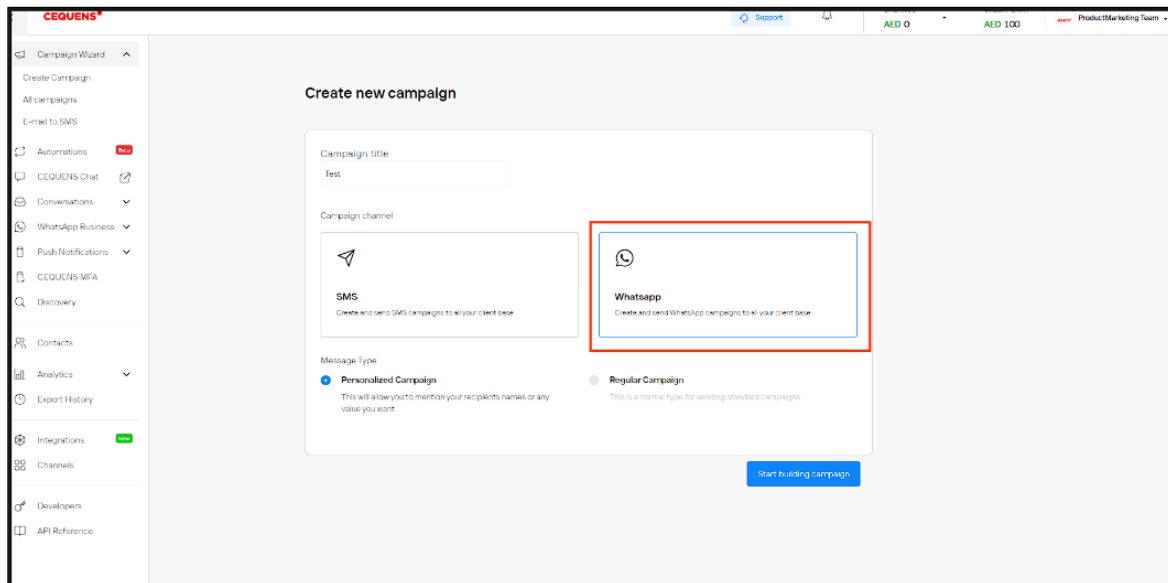 CEQUENS
Support
AED 0
AED 100
ProductMarketing Team
Campaign Wizard
Create Campaign
All campaigns
E-mail to SMS
Automations
Beta
CEQUENS Chat
Conversations
WhatsApp Business
Push Notifications
CEQUENS MFA
Discovery
Contacts
Analytics
Export History
Integrations
New
Channels
Developers
API Reference
Create new campaign
Campaign title
Test
Campaign channel
SMS
Create and send SMS campaigns to all your client base.
Whatsapp
Create and send WhatsApp campaigns to all your client base.
Message Type
Personalized Campaign
This will allow you to mention your recipients names or any
value you want.
Regular Campaign
This is a normal type for sending standard campaigns.
Start building campaign